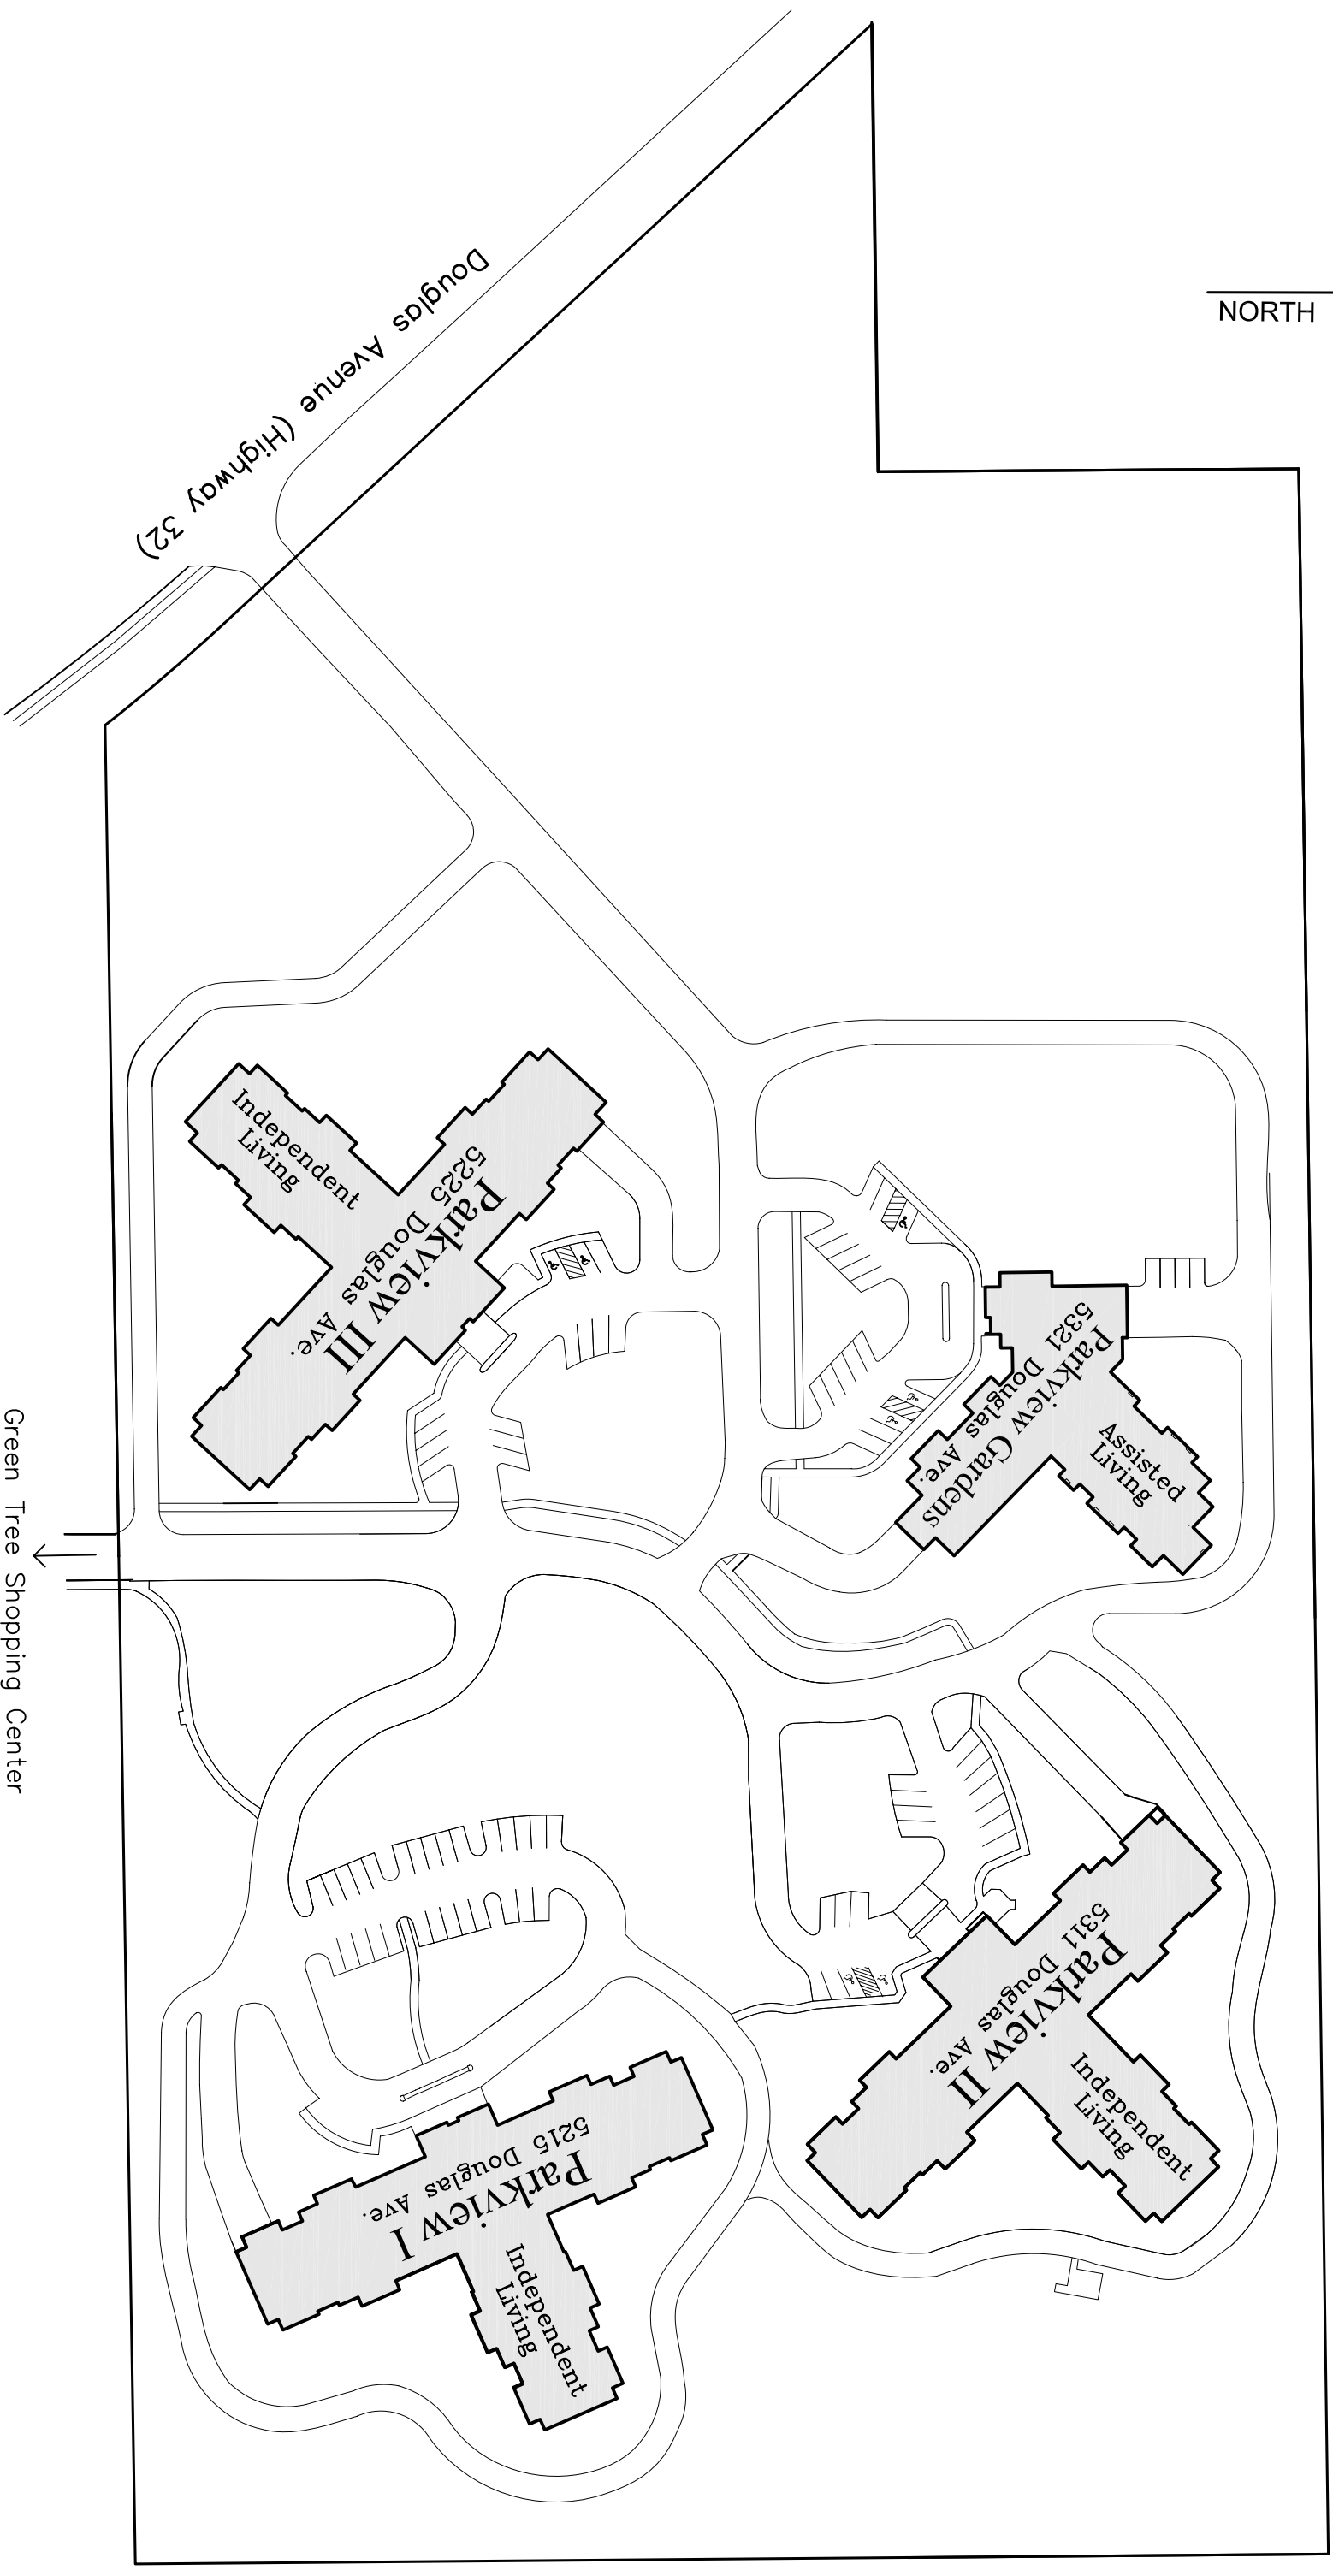 NORTH
Douglas Avenue (Highway 32)
Independent
Living
Parkview III
5225 Douglas Ave.
Parkview Gardens
5321 Douglas Ave.
Assisted
Living
Green Tree Shopping Center
Parkview II
5311 Douglas Ave.
Independent
Living
Parkview I
5215 Douglas Ave.
Independent
Living